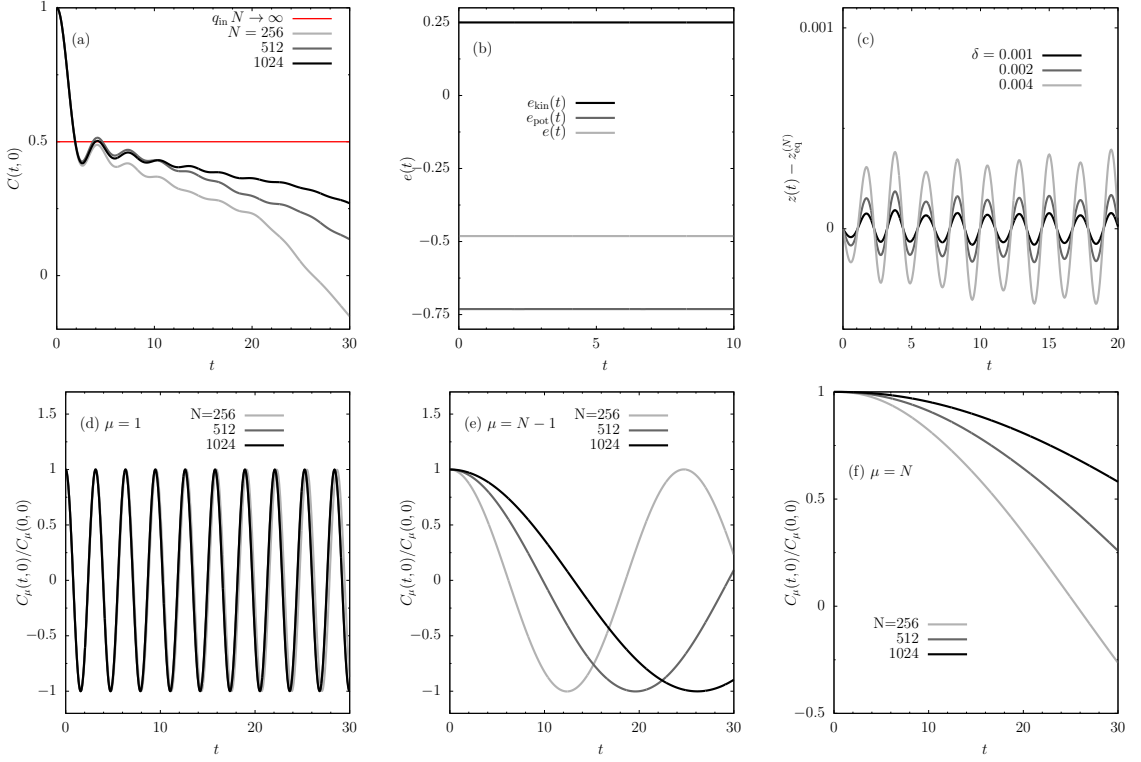 (a)
q_in N → ∞
N = 256
512
1024
C(t, 0)
1
0.5
0
0
10
20
30
t
(b)
e_kin(t)
e_pot(t)
e(t)
e(t)
0.25
0
−0.25
−0.5
−0.75
0
5
10
t
(c)
δ = 0.001
0.002
0.004
z(t) − z_eq^(N)
0.001
0
0
5
10
15
20
t
(d) μ = 1
N=256
512
1024
C_μ(t, 0)/C_μ(0, 0)
1.5
1
0.5
0
−0.5
−1
0
10
20
30
t
(e) μ = N − 1
N=256
512
1024
C_μ(t, 0)/C_μ(0, 0)
1.5
1
0.5
0
−0.5
−1
0
10
20
30
t
(f) μ = N
N=256
512
1024
C_μ(t, 0)/C_μ(0, 0)
1
0.5
0
−0.5
0
10
20
30
t